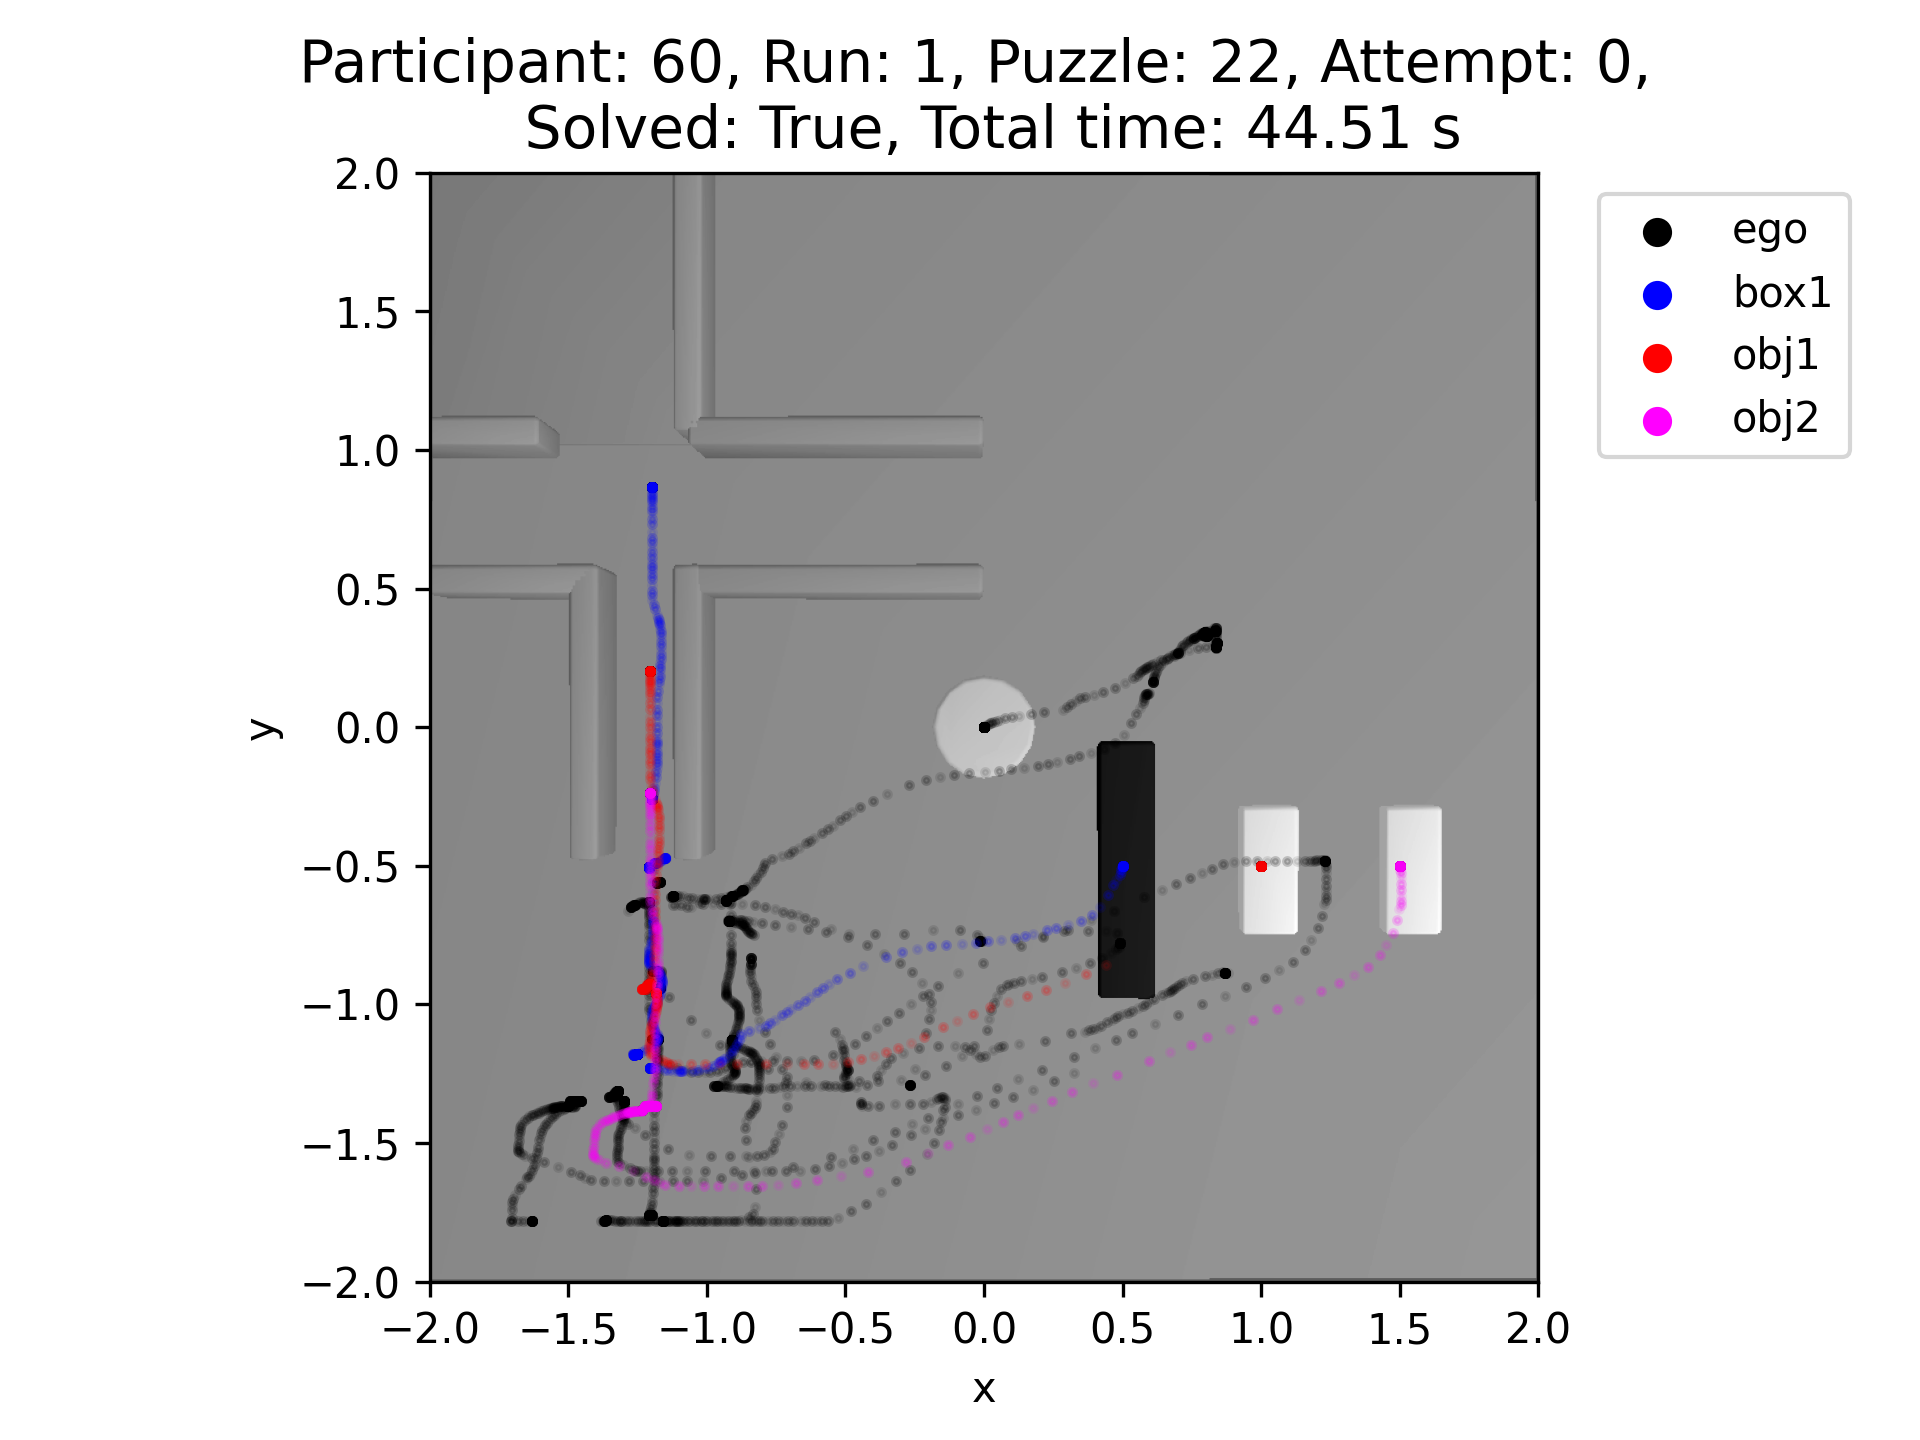 Participant: 60, Run: 1, Puzzle: 22, Attempt: 0,
Solved: True, Total time: 44.51 s
2.0
1.5
1.0
0.5
0.0
−0.5
−1.0
−1.5
−2.0
y
−2.0 −1.5 −1.0 −0.5 0.0 0.5 1.0 1.5 2.0
x
ego
box1
obj1
obj2